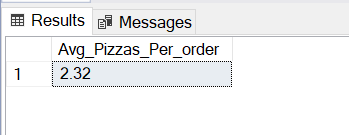 Results Messages
Avg_Pizzas_Per_order
1 2.32